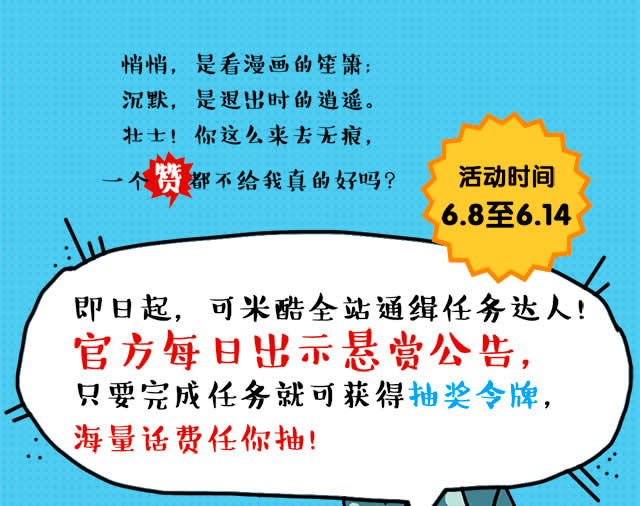 悄悄，是看漫画的笙箫；
沉默，是退出时的逍遥。
壮士！你这么来去无痕，
一个赞都不给我真的好吗？
活动时间
6.8至6.14
即日起，可米酷全站通缉任务达人！
官方每日出示悬赏公告，
只要完成任务就可获得抽奖令牌，
海量话费任你抽！